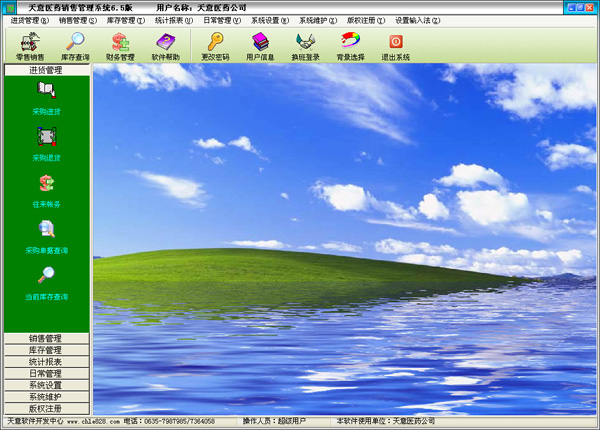 天意医药销售管理系统6.5版 用户名称：天意医药公司
进货管理(B) 销售管理(S) 库存管理(T) 统计报表(U) 日常管理(V) 系统设置(W) 系统维护(X) 版权注册(Y) 设置输入法(Z)
零售销售 库存查询 财务管理 软件帮助 更改密码 用户信息 换班登录 背景选择 退出系统
进货管理
采购进货
采购退货
往来帐务
采购单据查询
当前库存查询
销售管理
库存管理
统计报表
日常管理
系统设置
系统维护
版权注册
天意软件开发中心 www.chle828.com 电话：0635-7987985/7364058 操作人员：超级用户 本软件使用单位：天意医药公司